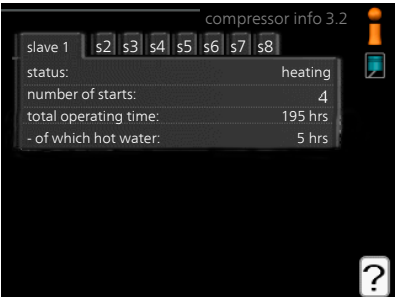 compressor info 3.2
slave 1 s2 s3 s4 s5 s6 s7 s8
status: heating
number of starts: 4
total operating time: 195 hrs
- of which hot water: 5 hrs
?